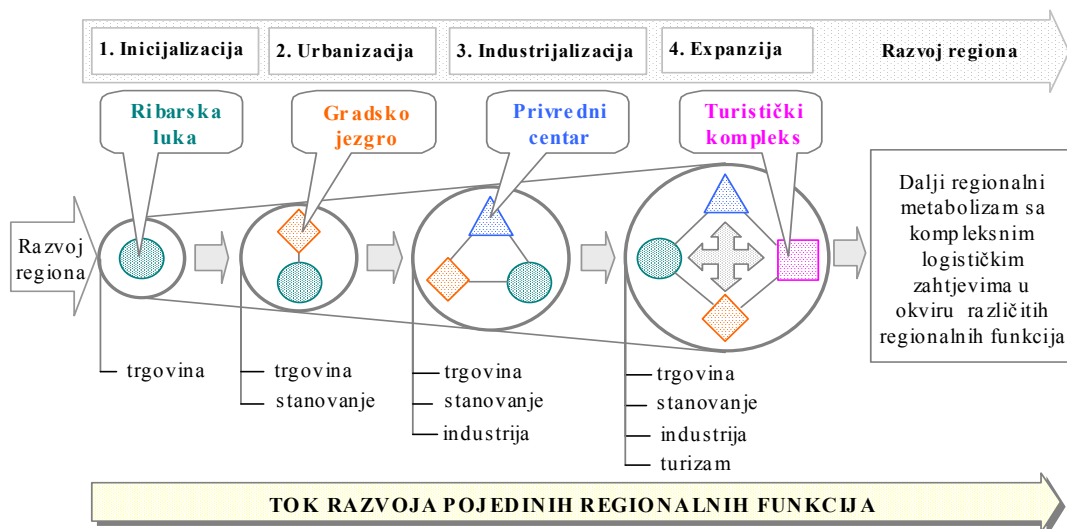 1. Inicijalizacija
2. Urbanizacija
3. Industrijalizacija
4. Expanzija
Razvoj regiona
Ribarska
luka
Gradsko
jezgro
Privredni
centar
Turistički
kompleks
Razvoj
regiona
Dalji regionalni
metabolizam sa
kompleksnim
logističkim
zahtjevima u
okviru različitih
regionalnih funkcija
trgovina
trgovina
stanovanje
trgovina
stanovanje
industrija
trgovina
stanovanje
industrija
turizam
TOK RAZVOJA POJEDINIH REGIONALNIH FUNKCIJA